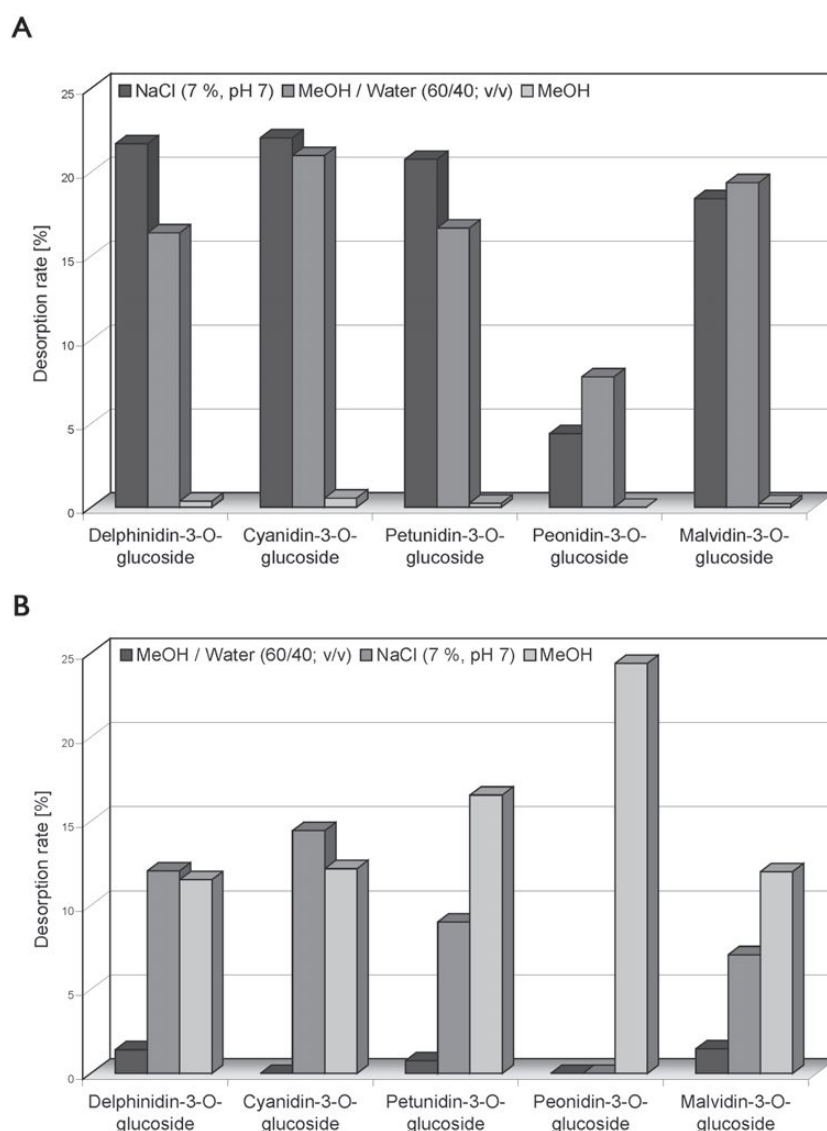 A
25
NaCl (7 %, pH 7) MeOH / Water (60/40; v/v) MeOH
20
15
10
5
0
Desorption rate [%]
Delphinidin-3-O-
glucoside
Cyanidin-3-O-
glucoside
Petunidin-3-O-
glucoside
Peonidin-3-O-
glucoside
Malvidin-3-O-
glucoside
B
25
MeOH / Water (60/40; v/v) NaCl (7 %, pH 7) MeOH
20
15
10
5
0
Desorption rate [%]
Delphinidin-3-O-
glucoside
Cyanidin-3-O-
glucoside
Petunidin-3-O-
glucoside
Peonidin-3-O-
glucoside
Malvidin-3-O-
glucoside